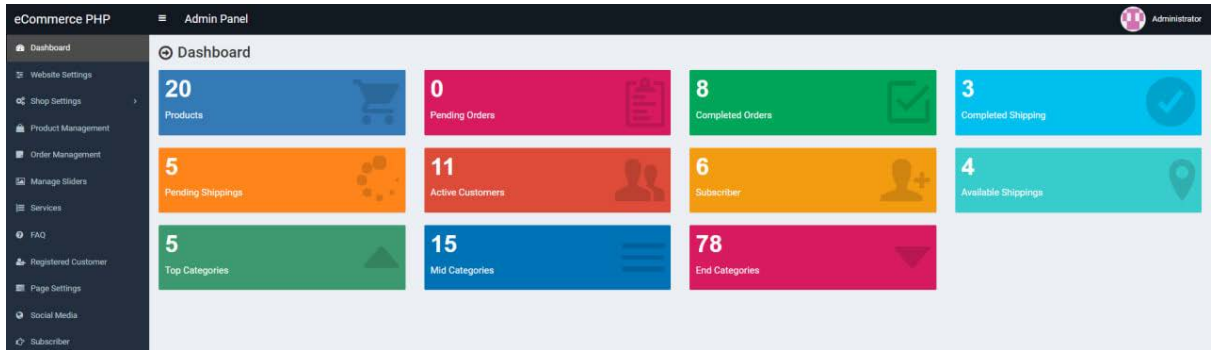 eCommerce PHP
Admin Panel
Administrator
Dashboard
Website Settings
Shop Settings
Product Management
Order Management
Manage Sliders
Services
FAQ
Registered Customer
Page Settings
Social Media
Subscriber
Dashboard
20
Products
0
Pending Orders
8
Completed Orders
3
Completed Shipping
5
Pending Shippings
11
Active Customers
6
Subscriber
4
Available Shippings
5
Top Categories
15
Mid Categories
78
End Categories